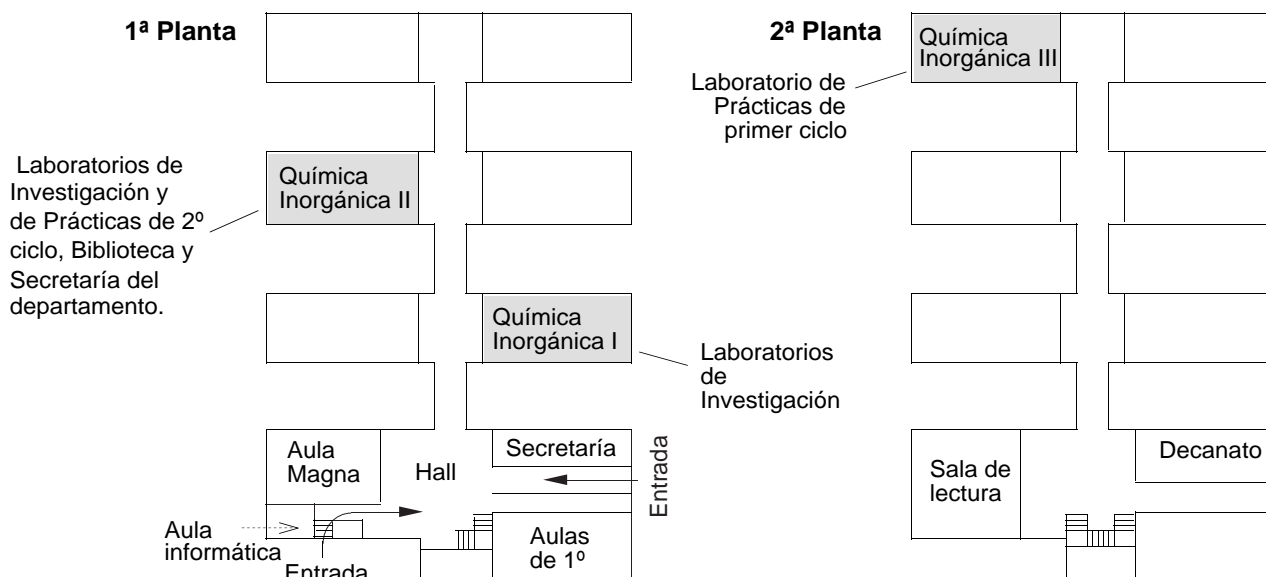 1ª Planta
Laboratorios de
Investigación y
de Prácticas de 2º
ciclo, Biblioteca y
Secretaría del
departamento.
Química
Inorgánica II
Química
Inorgánica I
Laboratorios
de
Investigación
Aula
Magna
Hall
Secretaría
Entrada
Aula
informática
Entrada
Aulas
de 1º
2ª Planta
Química
Inorgánica III
Laboratorio de
Prácticas de
primer ciclo
Sala de
lectura
Decanato